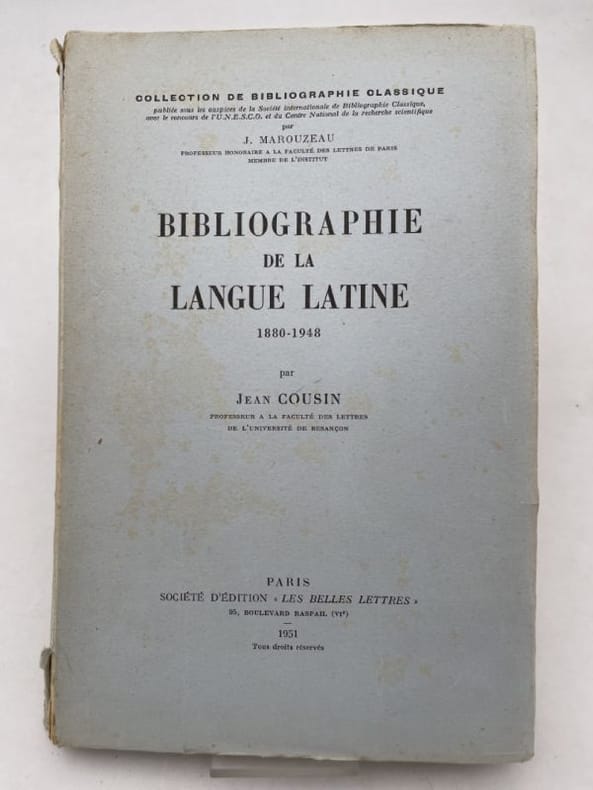 COLLECTION DE BIBLIOGRAPHIE CLASSIQUE
publiée sous les auspices de la Société internationale de Bibliographie Classique,
avec le concours de l'U.N.E.S.C.O. et du Centre National de la recherche scientifique
par
J. MAROUZEAU
PROFESSEUR HONORAIRE A LA FACULTÉ DES LETTRES DE PARIS
MEMBRE DE L'INSTITUT
BIBLIOGRAPHIE
DE LA
LANGUE LATINE
1880-1948
par
JEAN COUSIN
PROFESSEUR A LA FACULTÉ DES LETTRES
DE L'UNIVERSITÉ DE BESANÇON
PARIS
SOCIÉTÉ D'ÉDITION « LES BELLES LETTRES »
95, BOULEVARD RASPAIL (VIe)
1951
Tous droits réservés